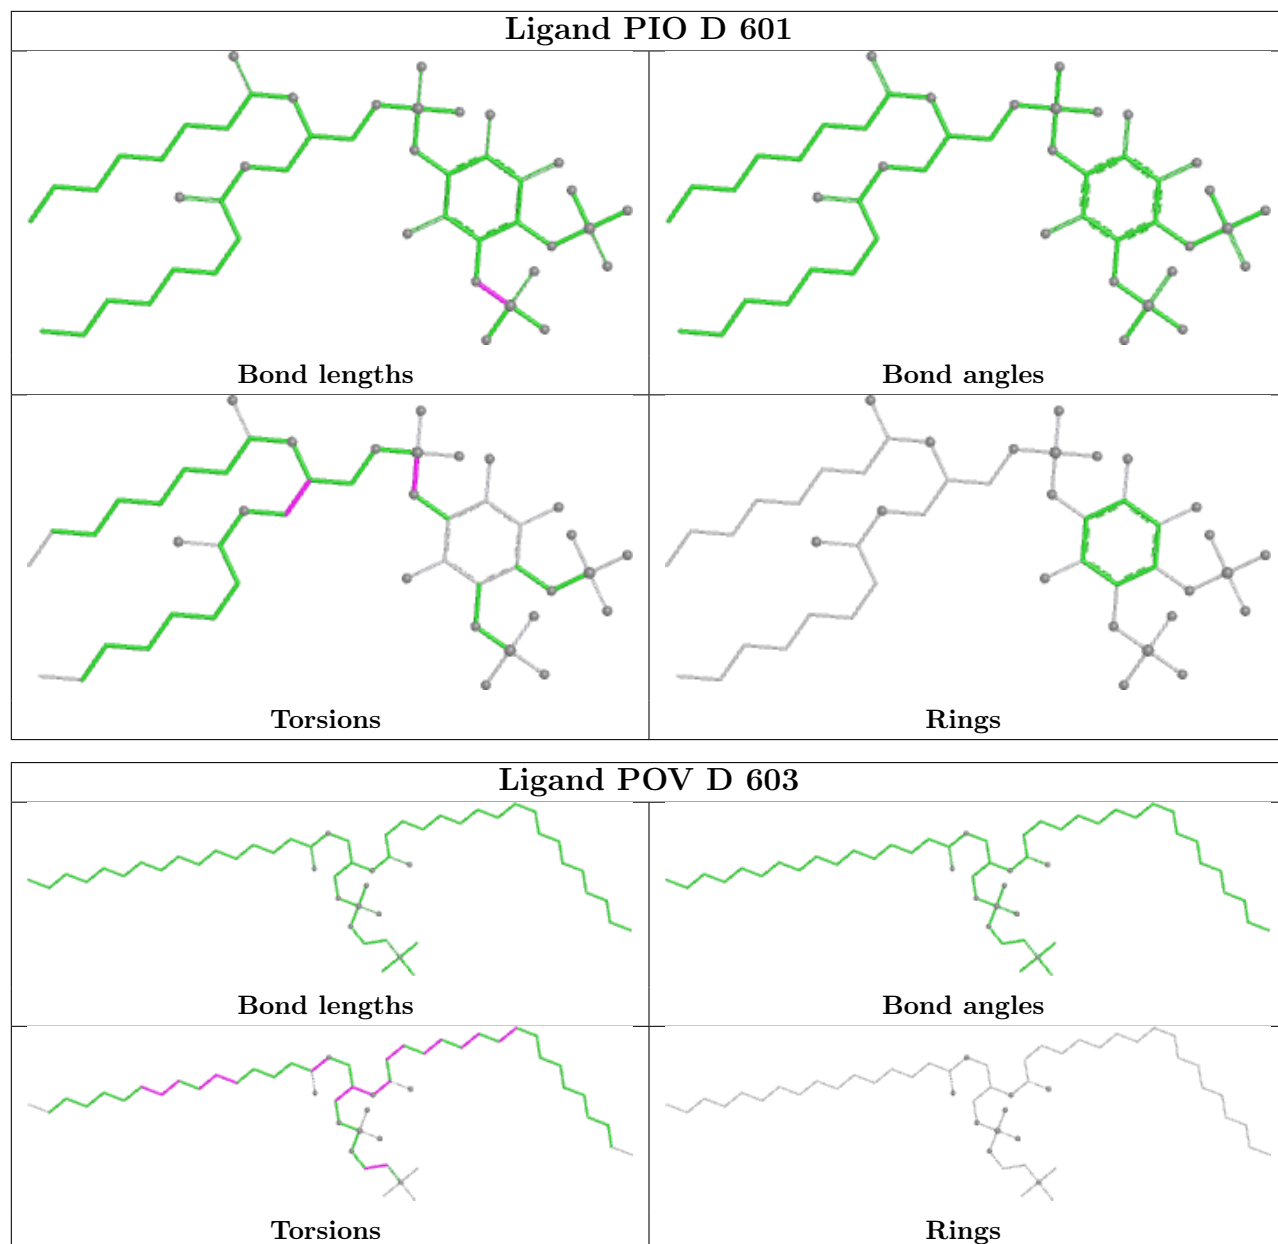 Ligand PIO D 601
Bond lengths
Bond angles
Torsions
Rings
Ligand POV D 603
Bond lengths
Bond angles
Torsions
Rings